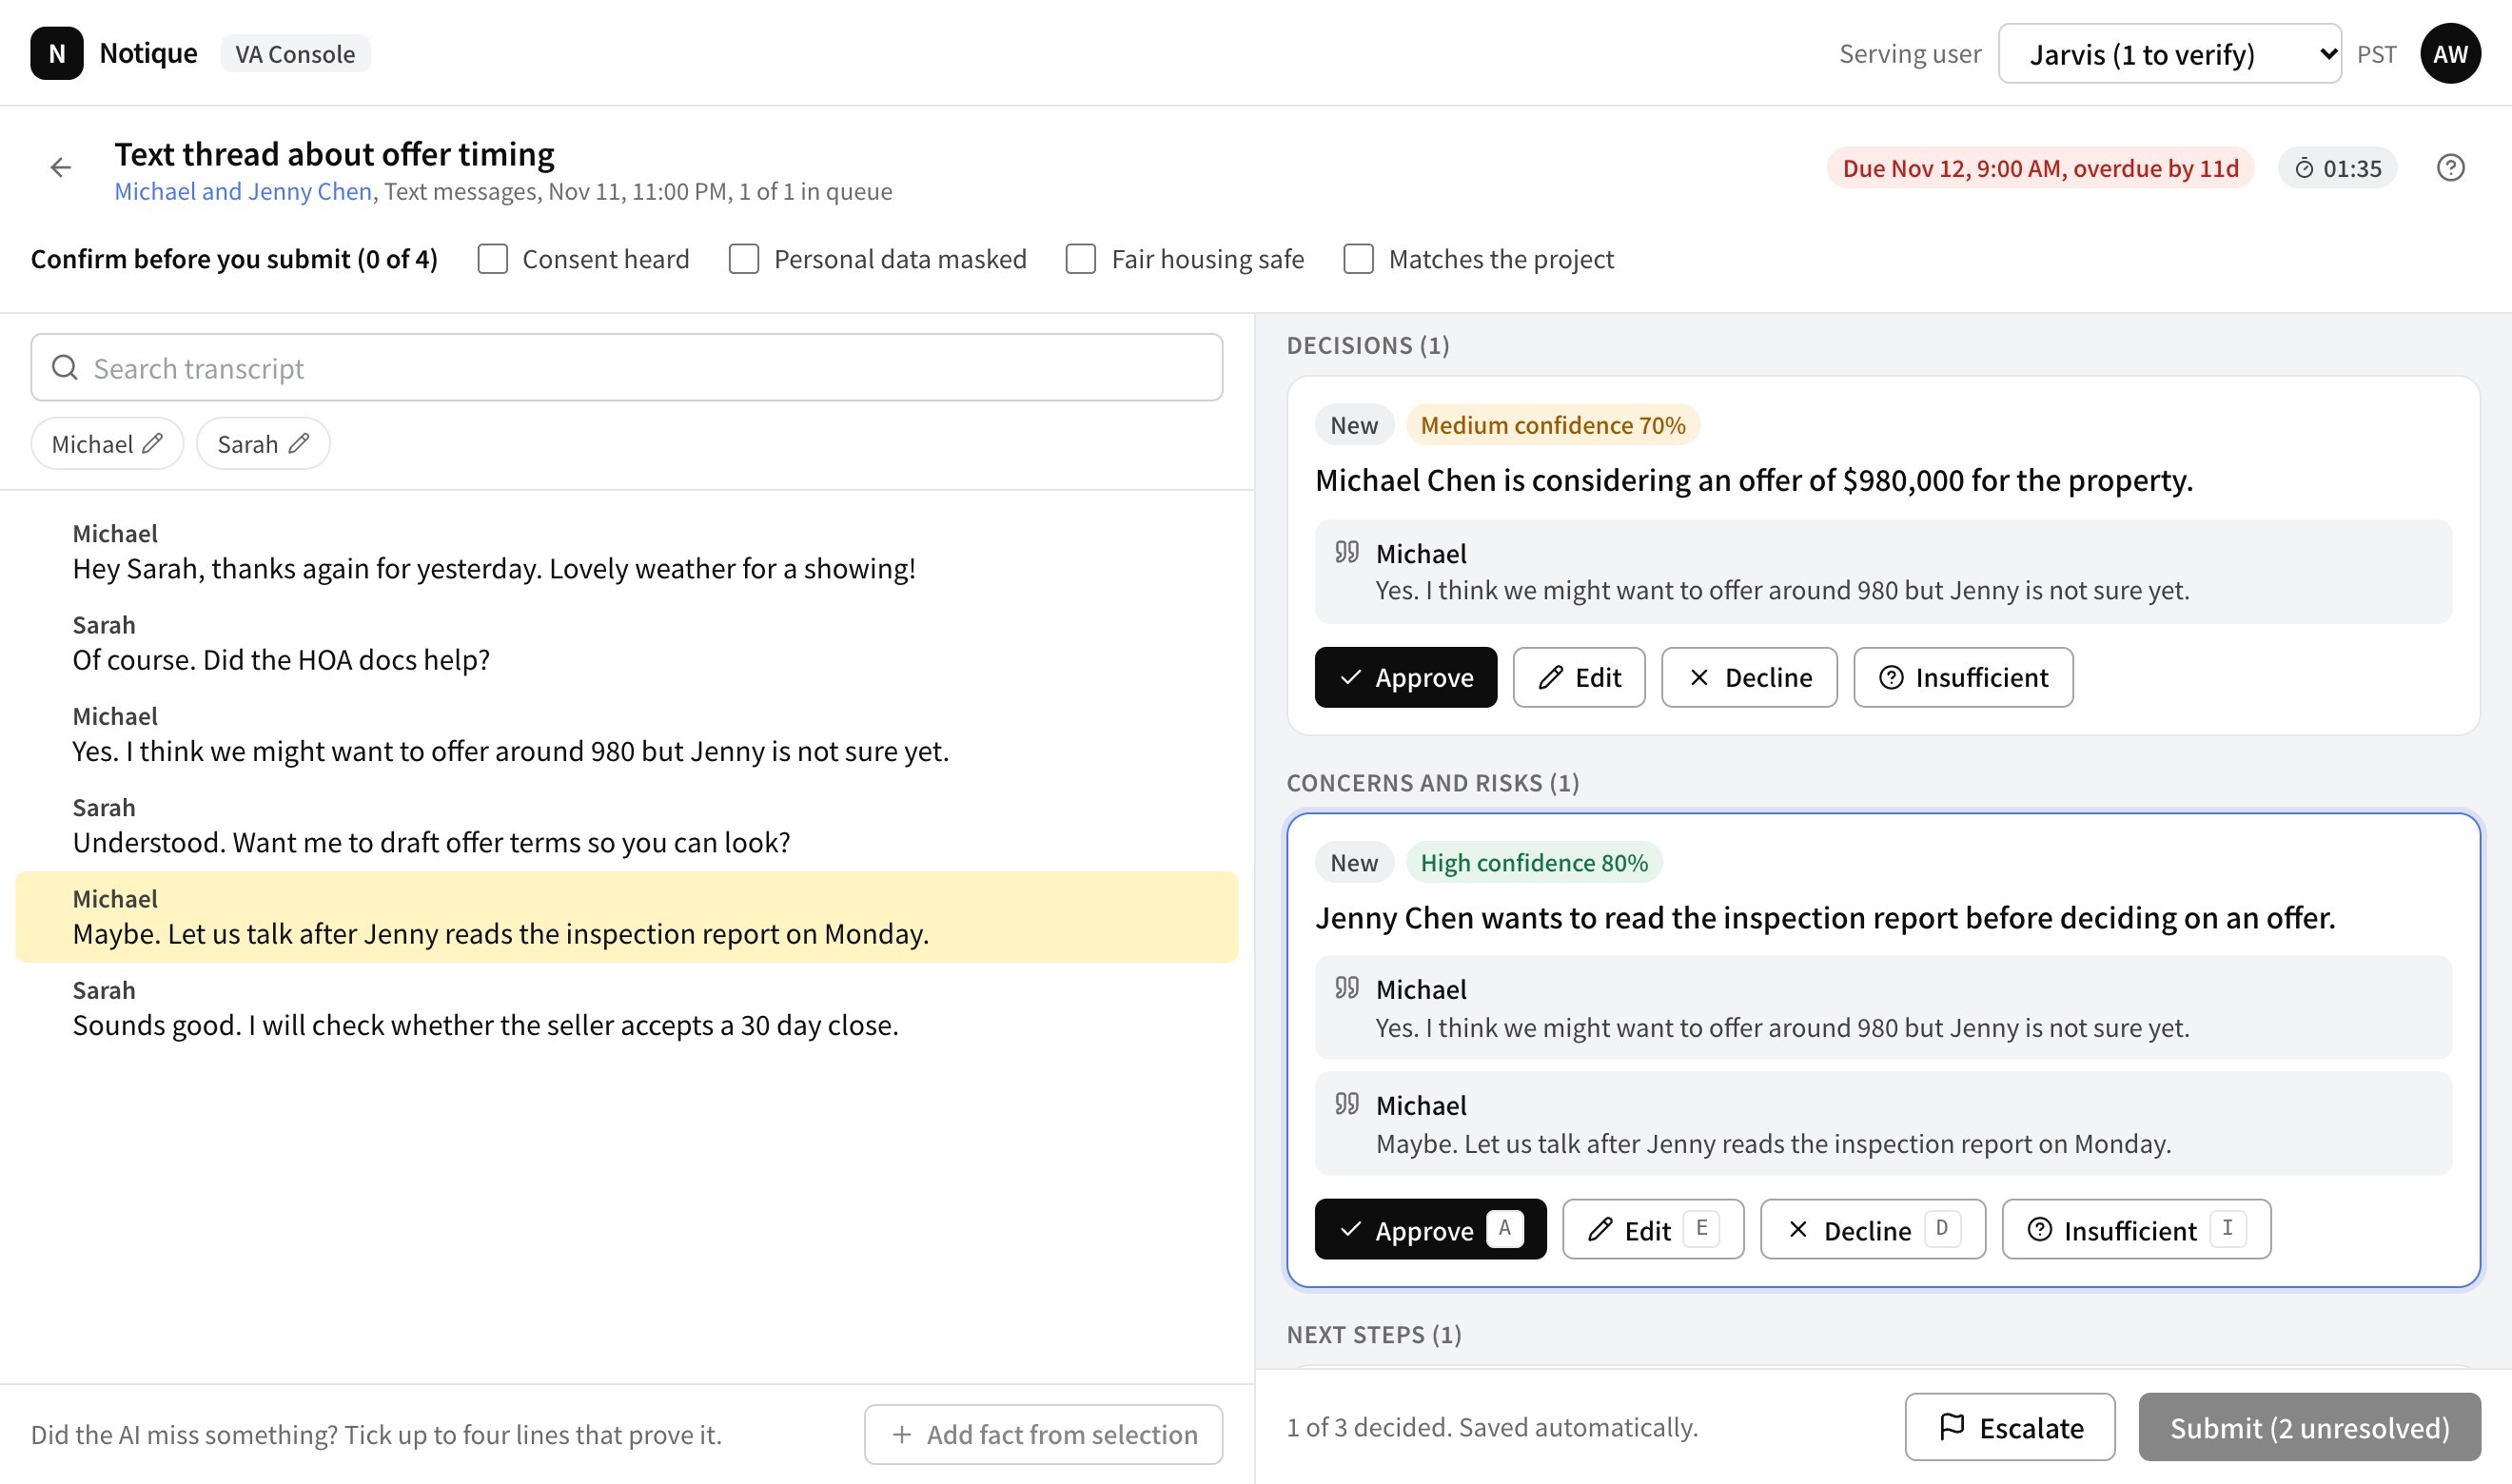 N Notique VA Console
Serving user Jarvis (1 to verify) PST AW
Text thread about offer timing
Michael and Jenny Chen, Text messages, Nov 11, 11:00 PM, 1 of 1 in queue
Due Nov 12, 9:00 AM, overdue by 11d 01:35
Confirm before you submit (0 of 4) Consent heard Personal data masked Fair housing safe Matches the project
Search transcript
Michael Sarah
Michael
Hey Sarah, thanks again for yesterday. Lovely weather for a showing!
Sarah
Of course. Did the HOA docs help?
Michael
Yes. I think we might want to offer around 980 but Jenny is not sure yet.
Sarah
Understood. Want me to draft offer terms so you can look?
Michael
Maybe. Let us talk after Jenny reads the inspection report on Monday.
Sarah
Sounds good. I will check whether the seller accepts a 30 day close.
Did the AI miss something? Tick up to four lines that prove it.
Add fact from selection
DECISIONS (1)
New Medium confidence 70%
Michael Chen is considering an offer of $980,000 for the property.
Michael
Yes. I think we might want to offer around 980 but Jenny is not sure yet.
Approve Edit Decline Insufficient
CONCERNS AND RISKS (1)
New High confidence 80%
Jenny Chen wants to read the inspection report before deciding on an offer.
Michael
Yes. I think we might want to offer around 980 but Jenny is not sure yet.
Michael
Maybe. Let us talk after Jenny reads the inspection report on Monday.
Approve A Edit E Decline D Insufficient I
NEXT STEPS (1)
1 of 3 decided. Saved automatically.
Escalate Submit (2 unresolved)